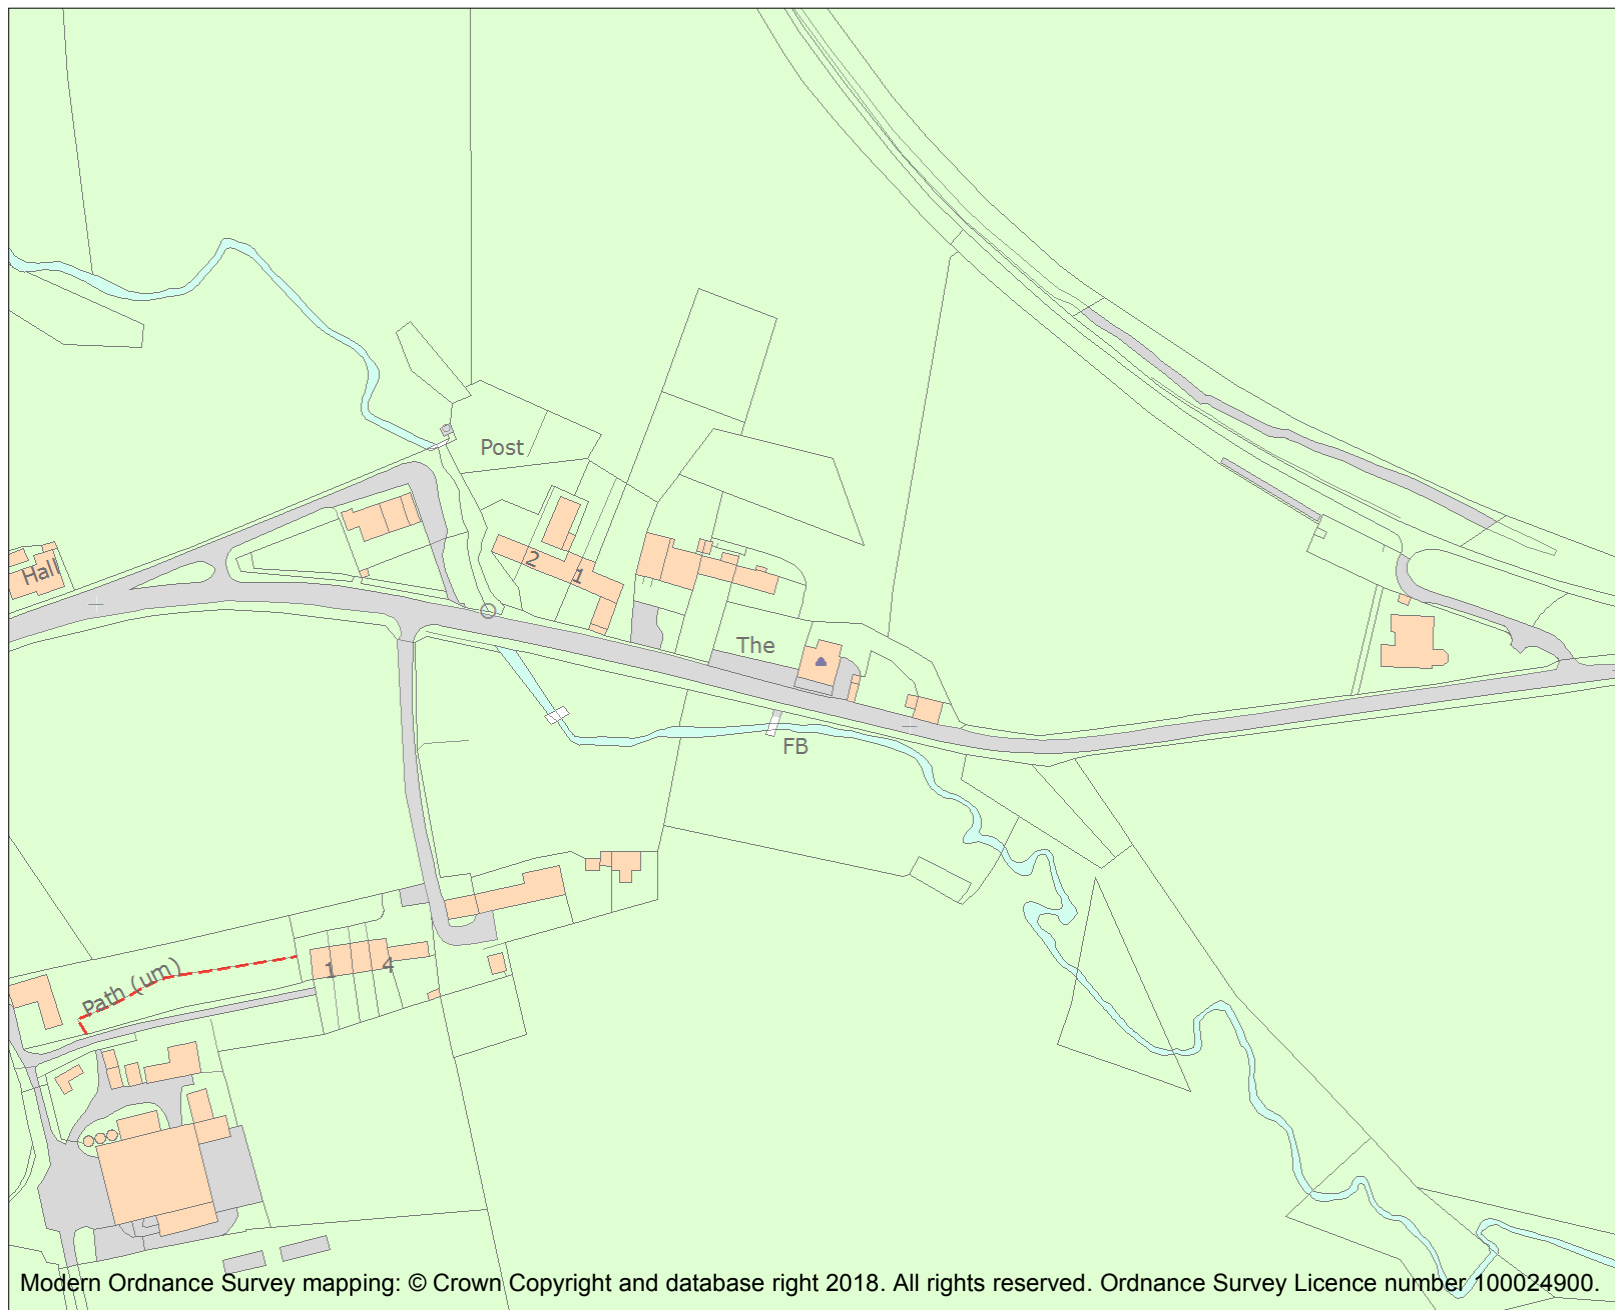 Post
Hall
2
1
The
FB
1
4
Path (um)
Modern Ordnance Survey mapping: © Crown Copyright and database right 2018. All rights reserved. Ordnance Survey Licence number 100024900.